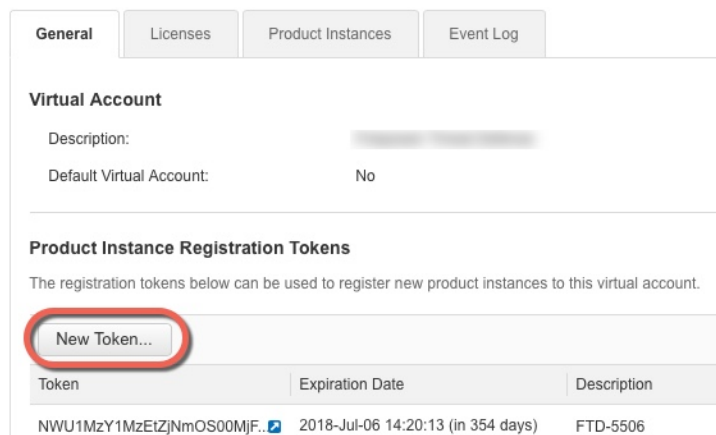 General Licenses Product Instances Event Log
Virtual Account
Description:
Default Virtual Account: No
Product Instance Registration Tokens
The registration tokens below can be used to register new product instances to this virtual account.
New Token...
Token Expiration Date Description
NWU1MzY1MzEtZjNmOS00MjF... 2018-Jul-06 14:20:13 (in 354 days) FTD-5506